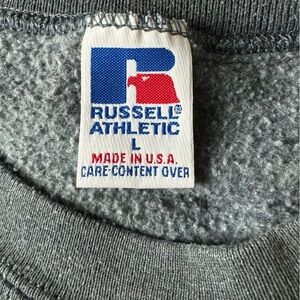 RUSSELL®
ATHLETIC
L
MADE IN U.S.A.
CARE-CONTENT OVER